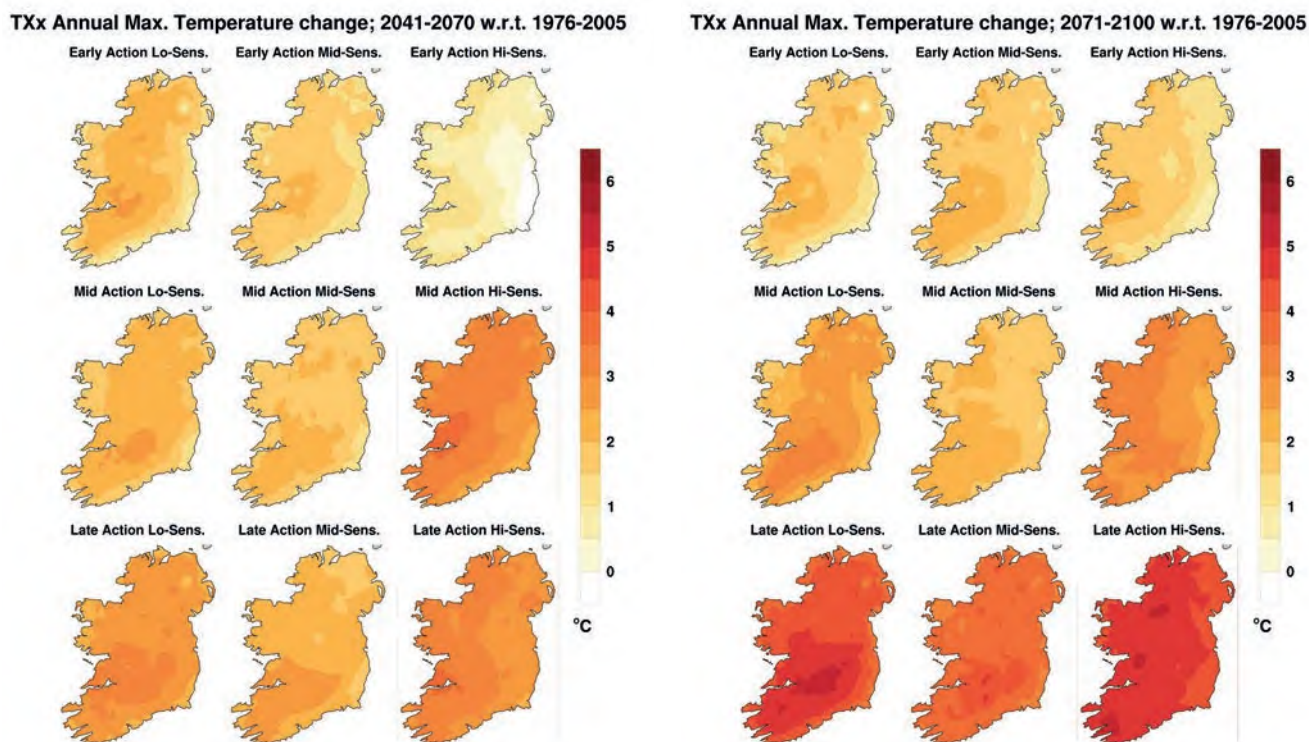 TXx Annual Max. Temperature change; 2041-2070 w.r.t. 1976-2005
Early Action Lo-Sens.
Early Action Mid-Sens.
Early Action Hi-Sens.
Mid Action Lo-Sens.
Mid Action Mid-Sens
Mid Action Hi-Sens.
Late Action Lo-Sens.
Late Action Mid-Sens.
Late Action Hi-Sens.
6
5
4
3
2
1
0
°C
TXx Annual Max. Temperature change; 2071-2100 w.r.t. 1976-2005
Early Action Lo-Sens.
Early Action Mid-Sens.
Early Action Hi-Sens.
Mid Action Lo-Sens.
Mid Action Mid-Sens
Mid Action Hi-Sens.
Late Action Lo-Sens.
Late Action Mid-Sens.
Late Action Hi-Sens.
6
5
4
3
2
1
0
°C